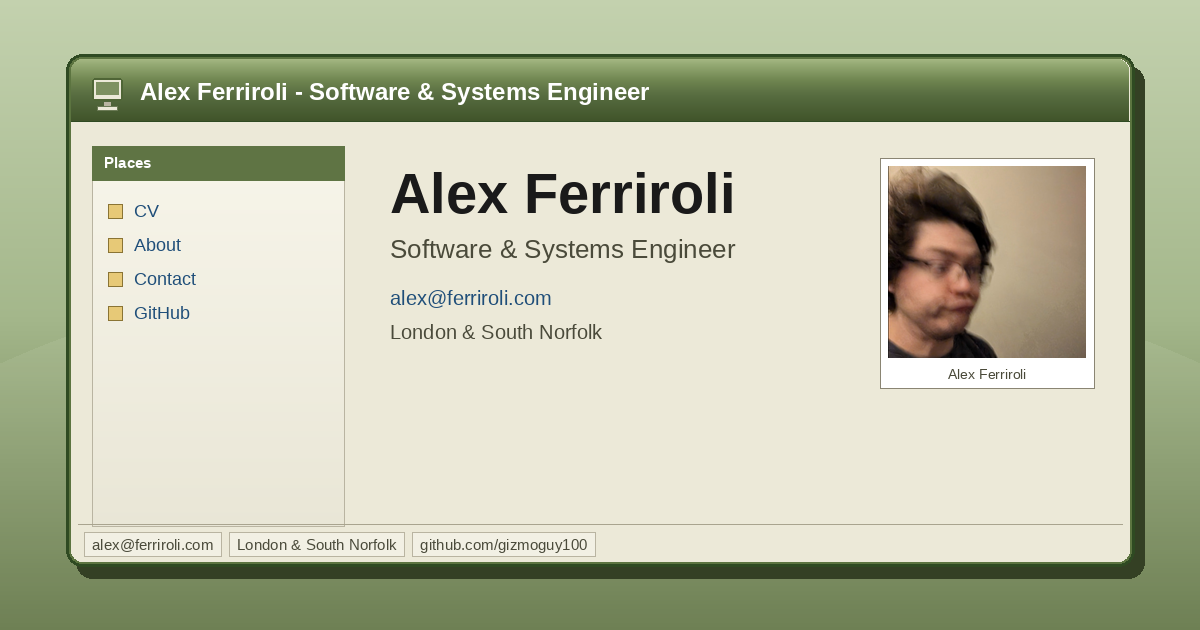 Alex Ferriroli - Software & Systems Engineer
Places
CV
About
Contact
GitHub
Alex Ferriroli
Software & Systems Engineer
alex@ferriroli.com
London & South Norfolk
Alex Ferriroli
alex@ferriroli.com
London & South Norfolk
github.com/gizmoguy100